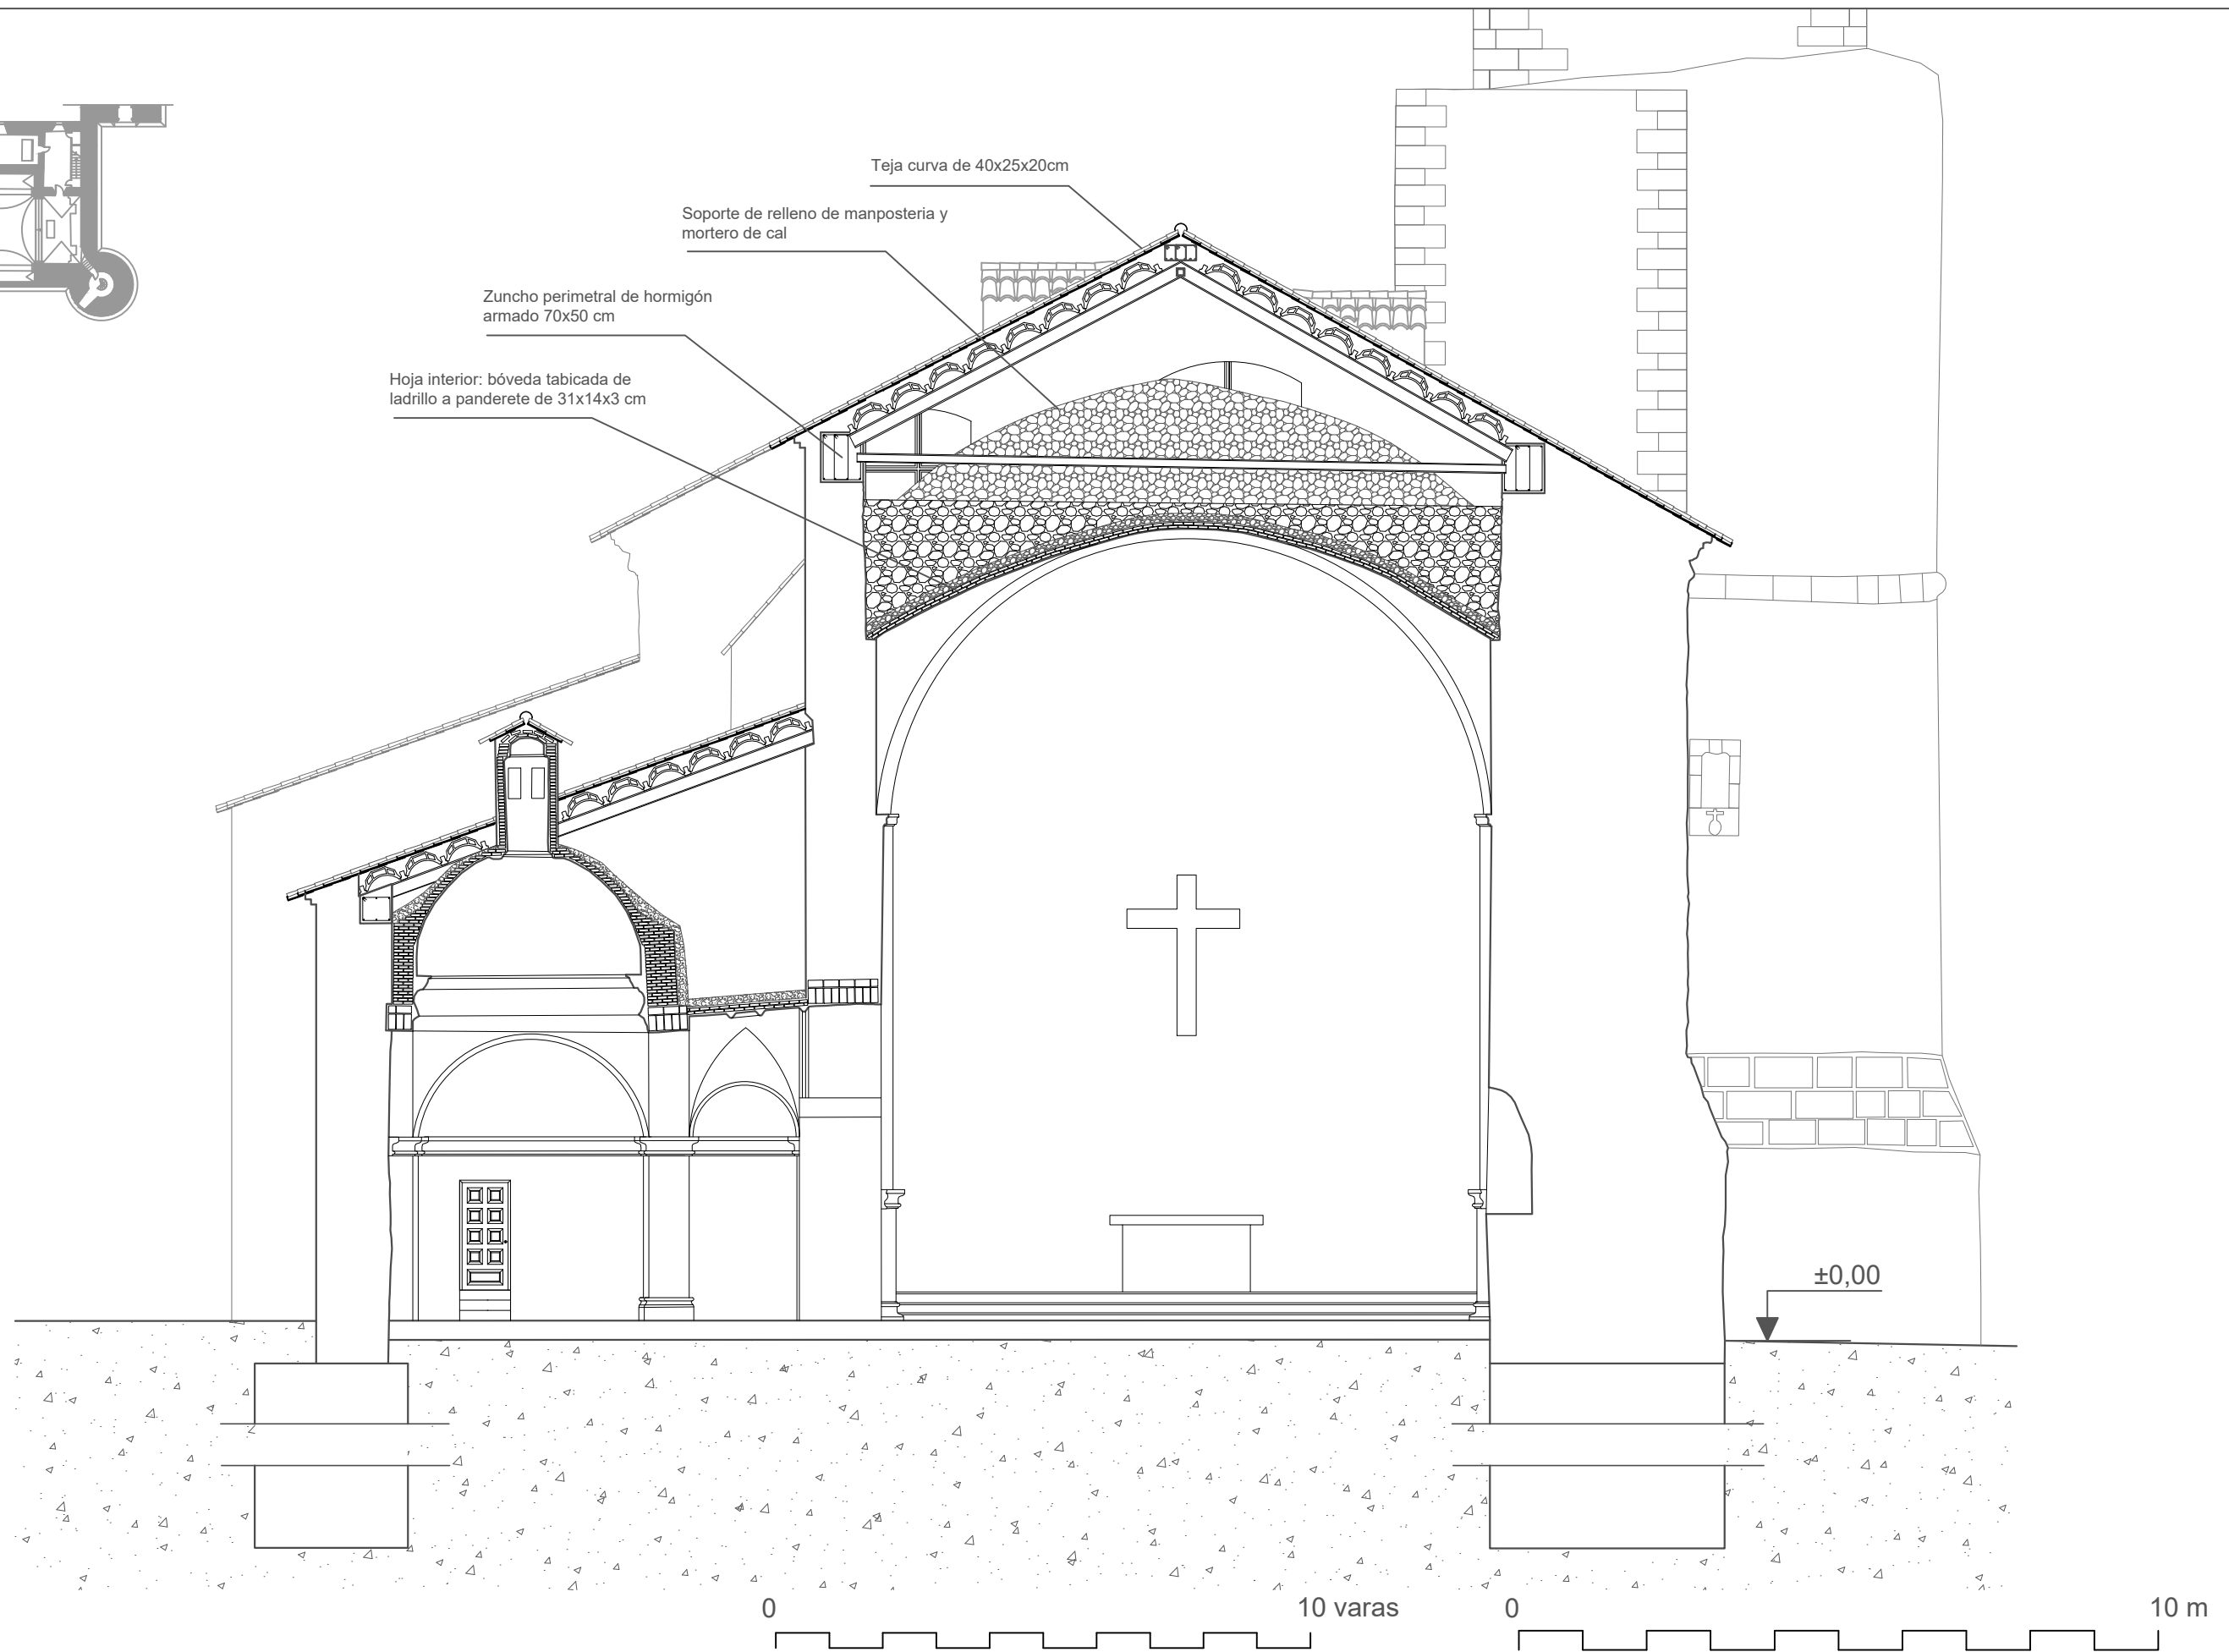 Teja curva de 40x25x20cm
Soporte de relleno de manposteria y
mortero de cal
Zuncho perimetral de hormigón
armado 70x50 cm
Hoja interior: bóveda tabicada de
ladrillo a panderete de 31x14x3 cm
±0,00
0
10 varas
0
10 m